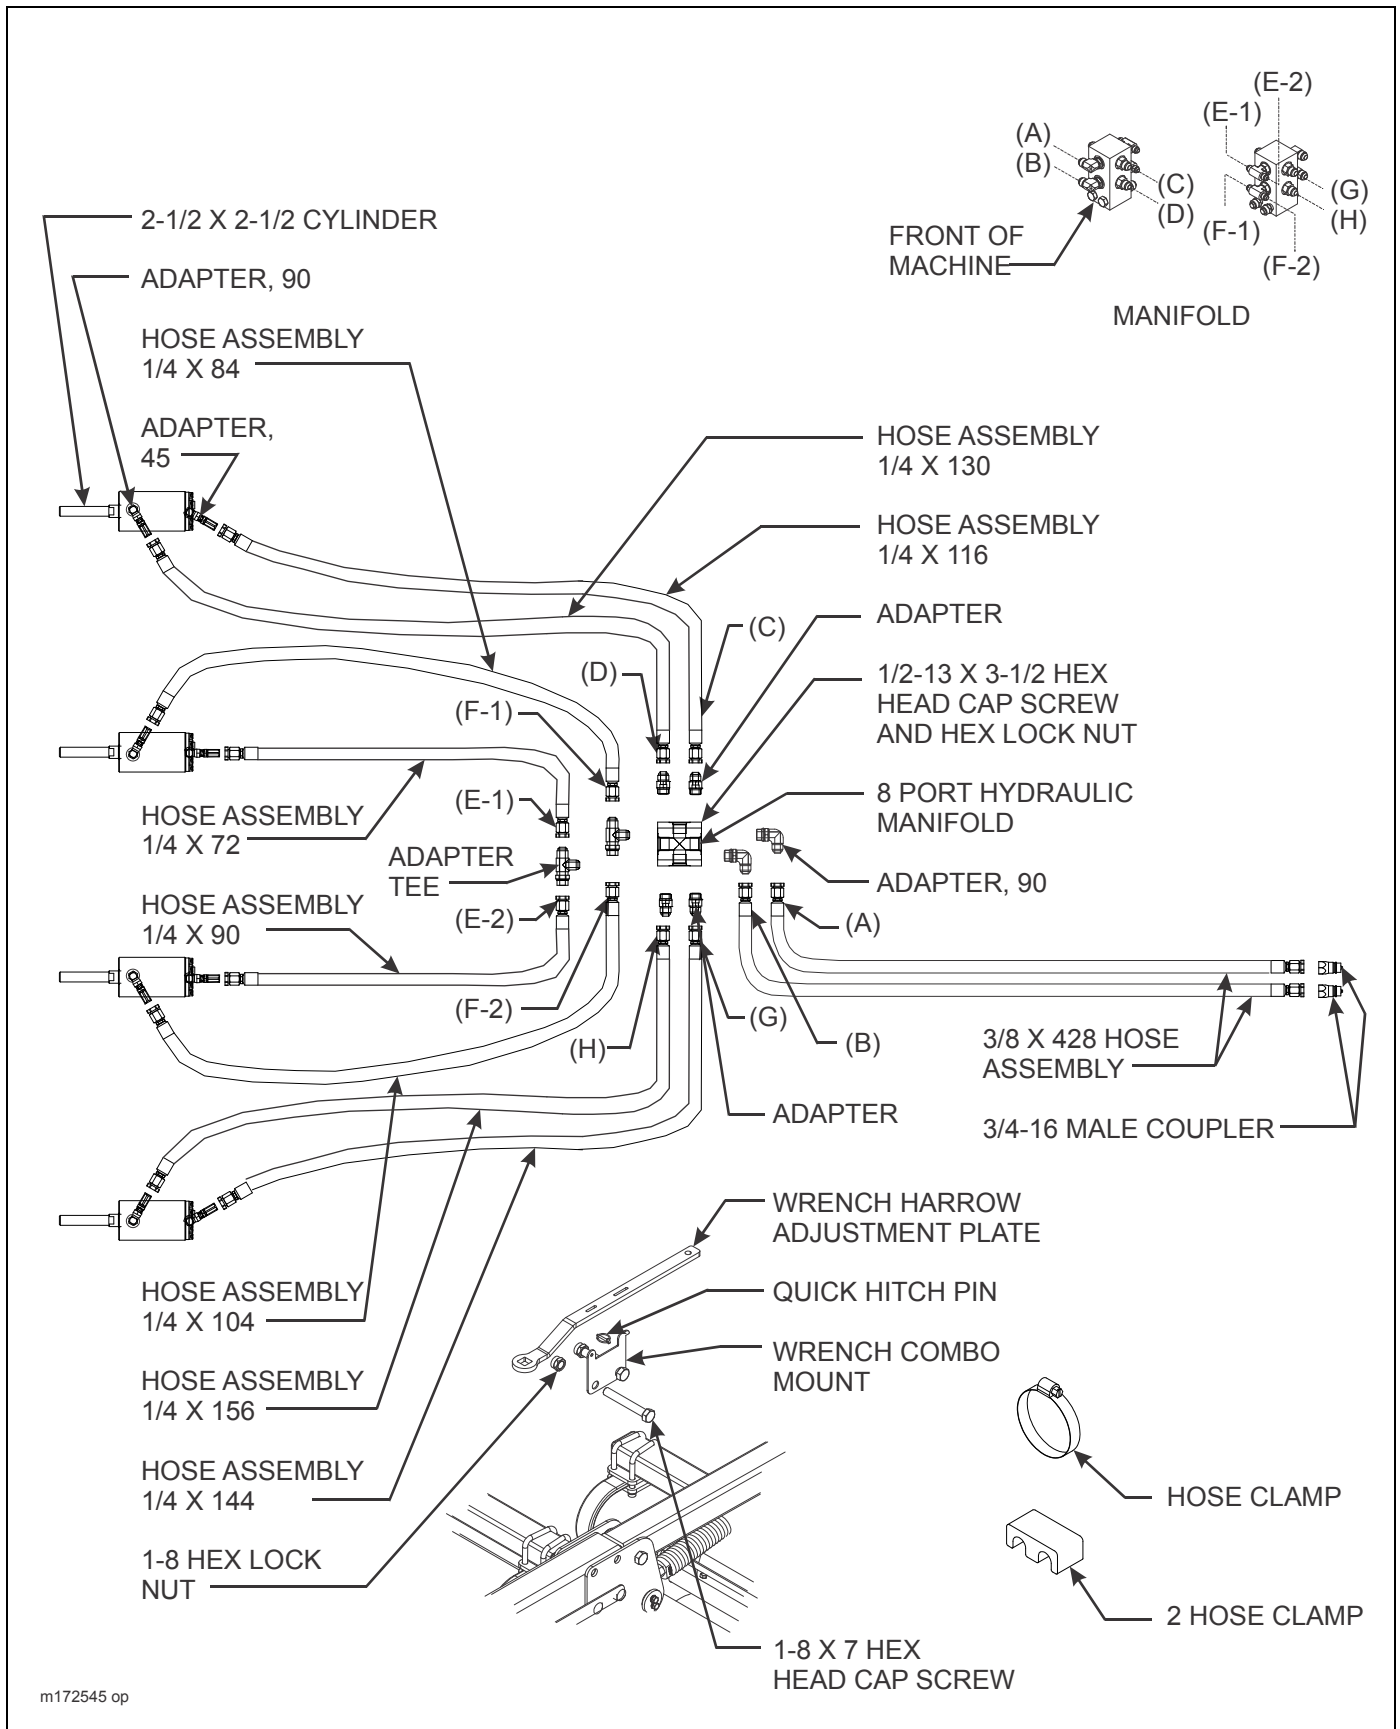 (E-2)
(E-1)
(A)
(B)
(C)
(D)
(G)
(H)
(F-1)
(F-2)
FRONT OF
MACHINE
MANIFOLD
2-1/2 X 2-1/2 CYLINDER
ADAPTER, 90
HOSE ASSEMBLY
1/4 X 84
ADAPTER,
45
HOSE ASSEMBLY
1/4 X 130
HOSE ASSEMBLY
1/4 X 116
ADAPTER
(C)
(D)
1/2-13 X 3-1/2 HEX
HEAD CAP SCREW
AND HEX LOCK NUT
(F-1)
8 PORT HYDRAULIC
MANIFOLD
(E-1)
HOSE ASSEMBLY
1/4 X 72
ADAPTER
TEE
ADAPTER, 90
HOSE ASSEMBLY
1/4 X 90
(E-2)
(A)
(F-2)
(G)
(H)
(B)
3/8 X 428 HOSE
ASSEMBLY
ADAPTER
3/4-16 MALE COUPLER
WRENCH HARROW
ADJUSTMENT PLATE
HOSE ASSEMBLY
1/4 X 104
QUICK HITCH PIN
WRENCH COMBO
MOUNT
HOSE ASSEMBLY
1/4 X 156
HOSE ASSEMBLY
1/4 X 144
HOSE CLAMP
1-8 HEX LOCK
NUT
2 HOSE CLAMP
1-8 X 7 HEX
HEAD CAP SCREW
m172545 op